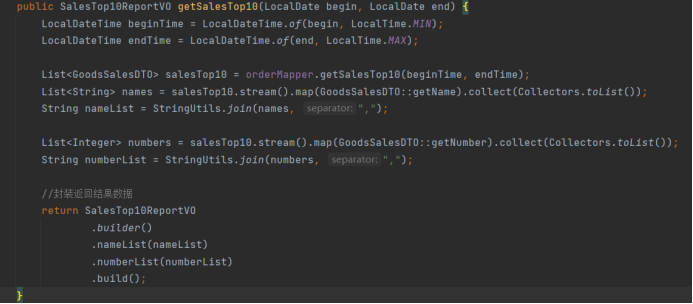 public SalesTop10ReportVO getSalesTop10(LocalDate begin, LocalDate end) {
LocalDateTime beginTime = LocalDateTime.of(begin, LocalTime.MIN);
LocalDateTime endTime = LocalDateTime.of(end, LocalTime.MAX);
List<GoodsSalesDTO> salesTop10 = orderMapper.getSalesTop10(beginTime, endTime);
List<String> names = salesTop10.stream().map(GoodsSalesDTO::getName).collect(Collectors.toList());
String nameList = StringUtils.join(names, separator: ",");
List<Integer> numbers = salesTop10.stream().map(GoodsSalesDTO::getNumber).collect(Collectors.toList());
String numberList = StringUtils.join(numbers, separator: ",");
//封装返回结果数据
return SalesTop10ReportVO
.builder()
.nameList(nameList)
.numberList(numberList)
.build();
}